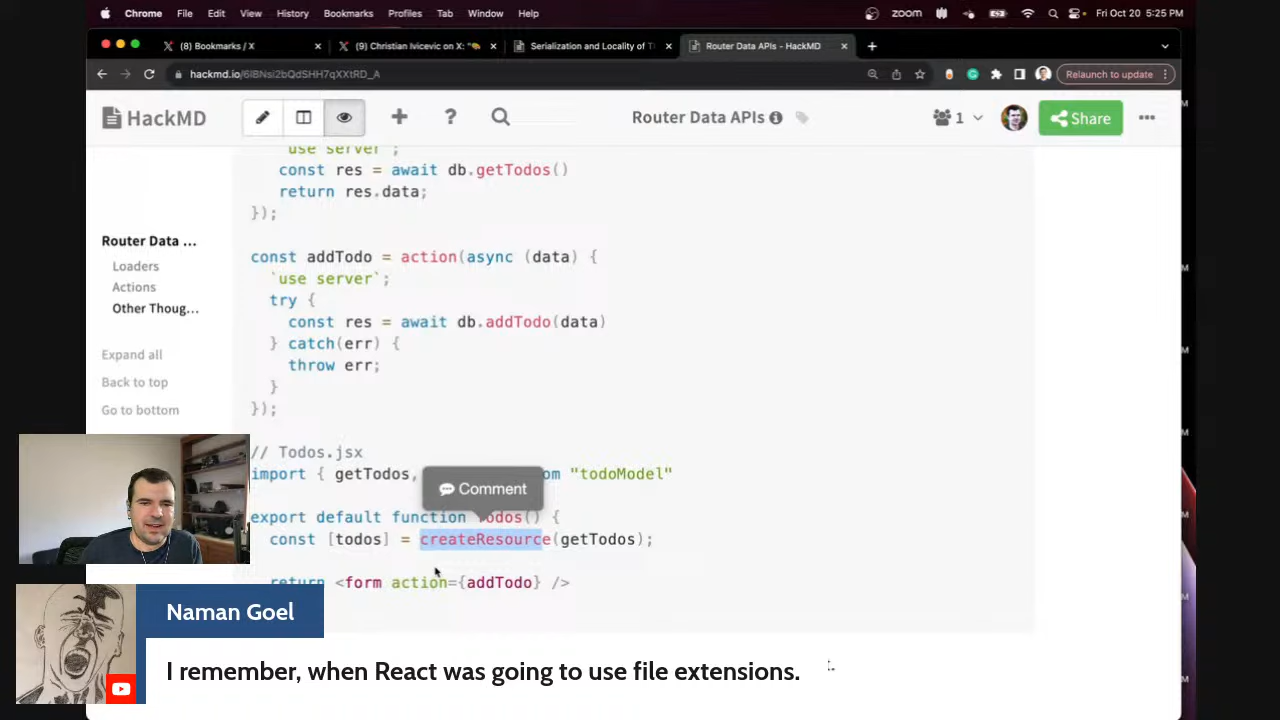 Chrome File Edit View History Bookmarks Profiles Tab Window Help zoom Fri Oct 20 5:25 PM
(8) Bookmarks / X (9) Christian Ivicevic on X: " Serialization and Locality of T Router Data APIs - HackMD
hackmd.io/6I8Nsi2bQdSHH7qXXtRD_A Relaunch to update
HackMD Router Data APIs 1 Share
`use server`;
const res = await db.getTodos()
return res.data;
});
Router Data ...
Loaders
Actions
Other Thoug...
Expand all
Back to top
Go to bottom
const addTodo = action(async (data) {
`use server`;
try {
const res = await db.addTodo(data)
} catch(err) {
throw err;
}
});
// Todos.jsx
import { getTodos, om "todoModel"
Comment
export default function Todos() {
const [todos] = createResource(getTodos);
return <form action={addTodo} />
Naman Goel
I remember, when React was going to use file extensions.